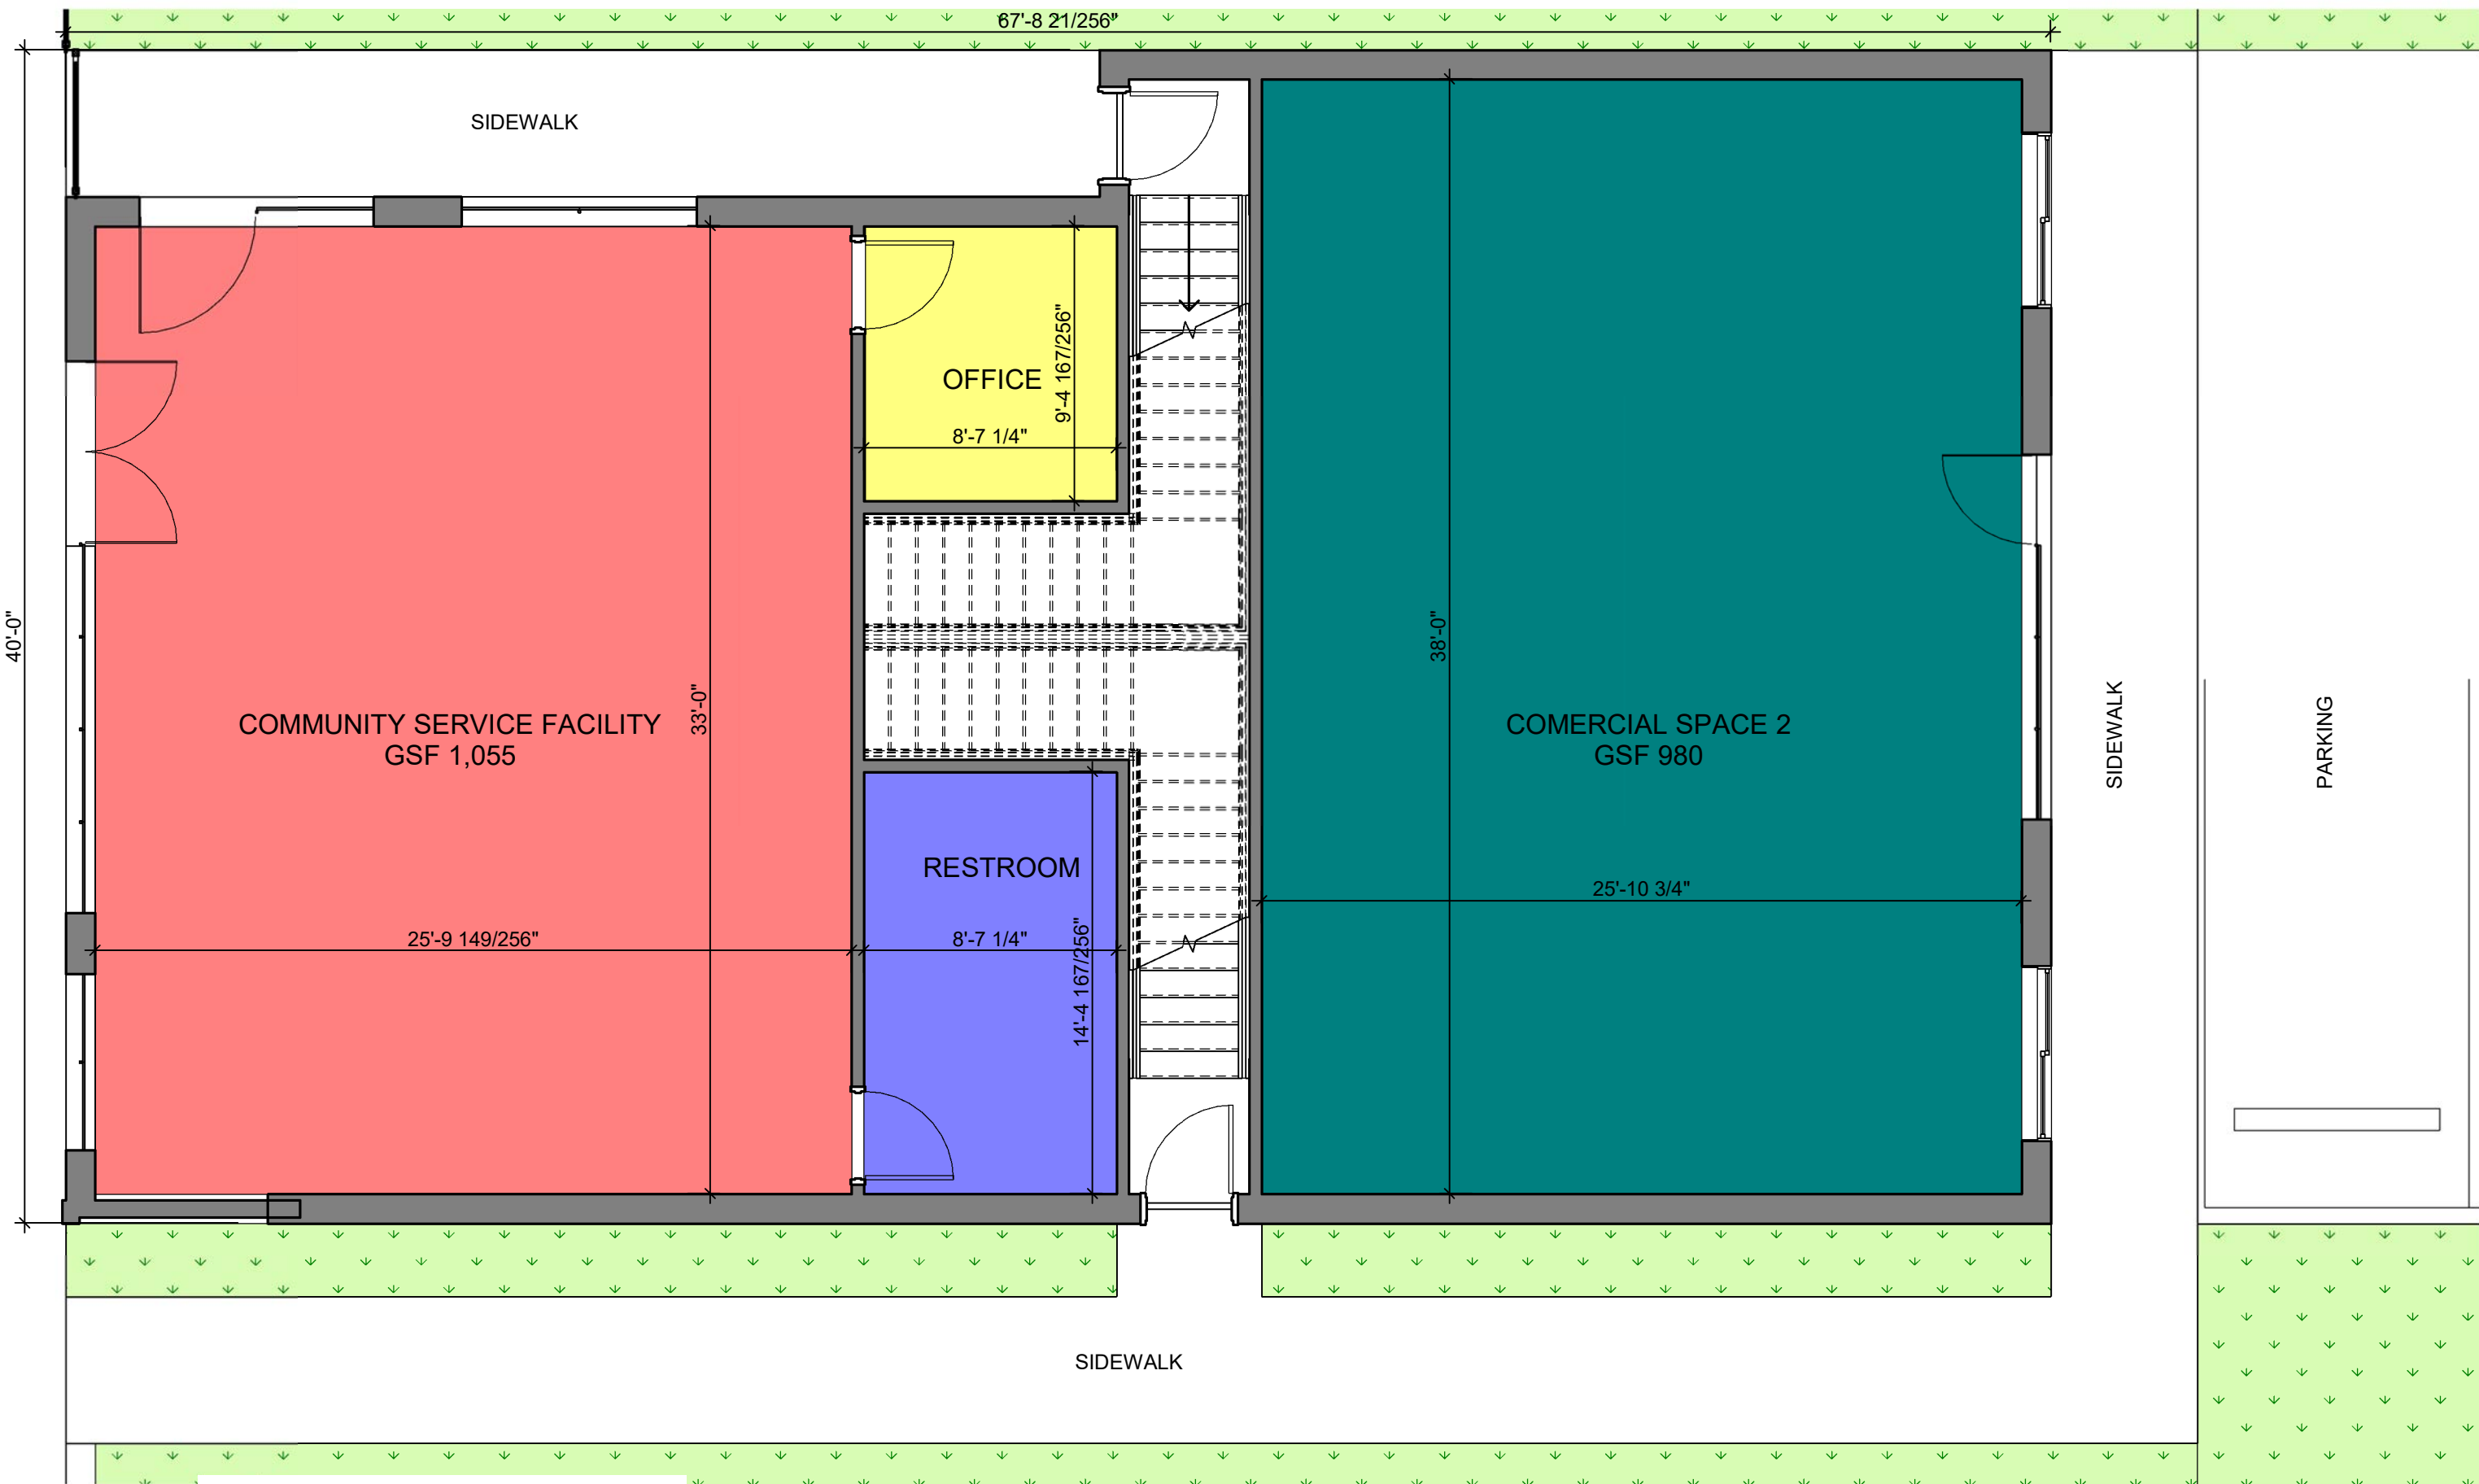 67'-8 21/256"
SIDEWALK
40'-0"
OFFICE
9'-4 167/256"
8'-7 1/4"
COMMUNITY SERVICE FACILITY
GSF 1,055
33'-0"
38'-0"
COMERCIAL SPACE 2
GSF 980
SIDEWALK
PARKING
RESTROOM
25'-10 3/4"
25'-9 149/256"
8'-7 1/4"
14'-4 167/256"
SIDEWALK